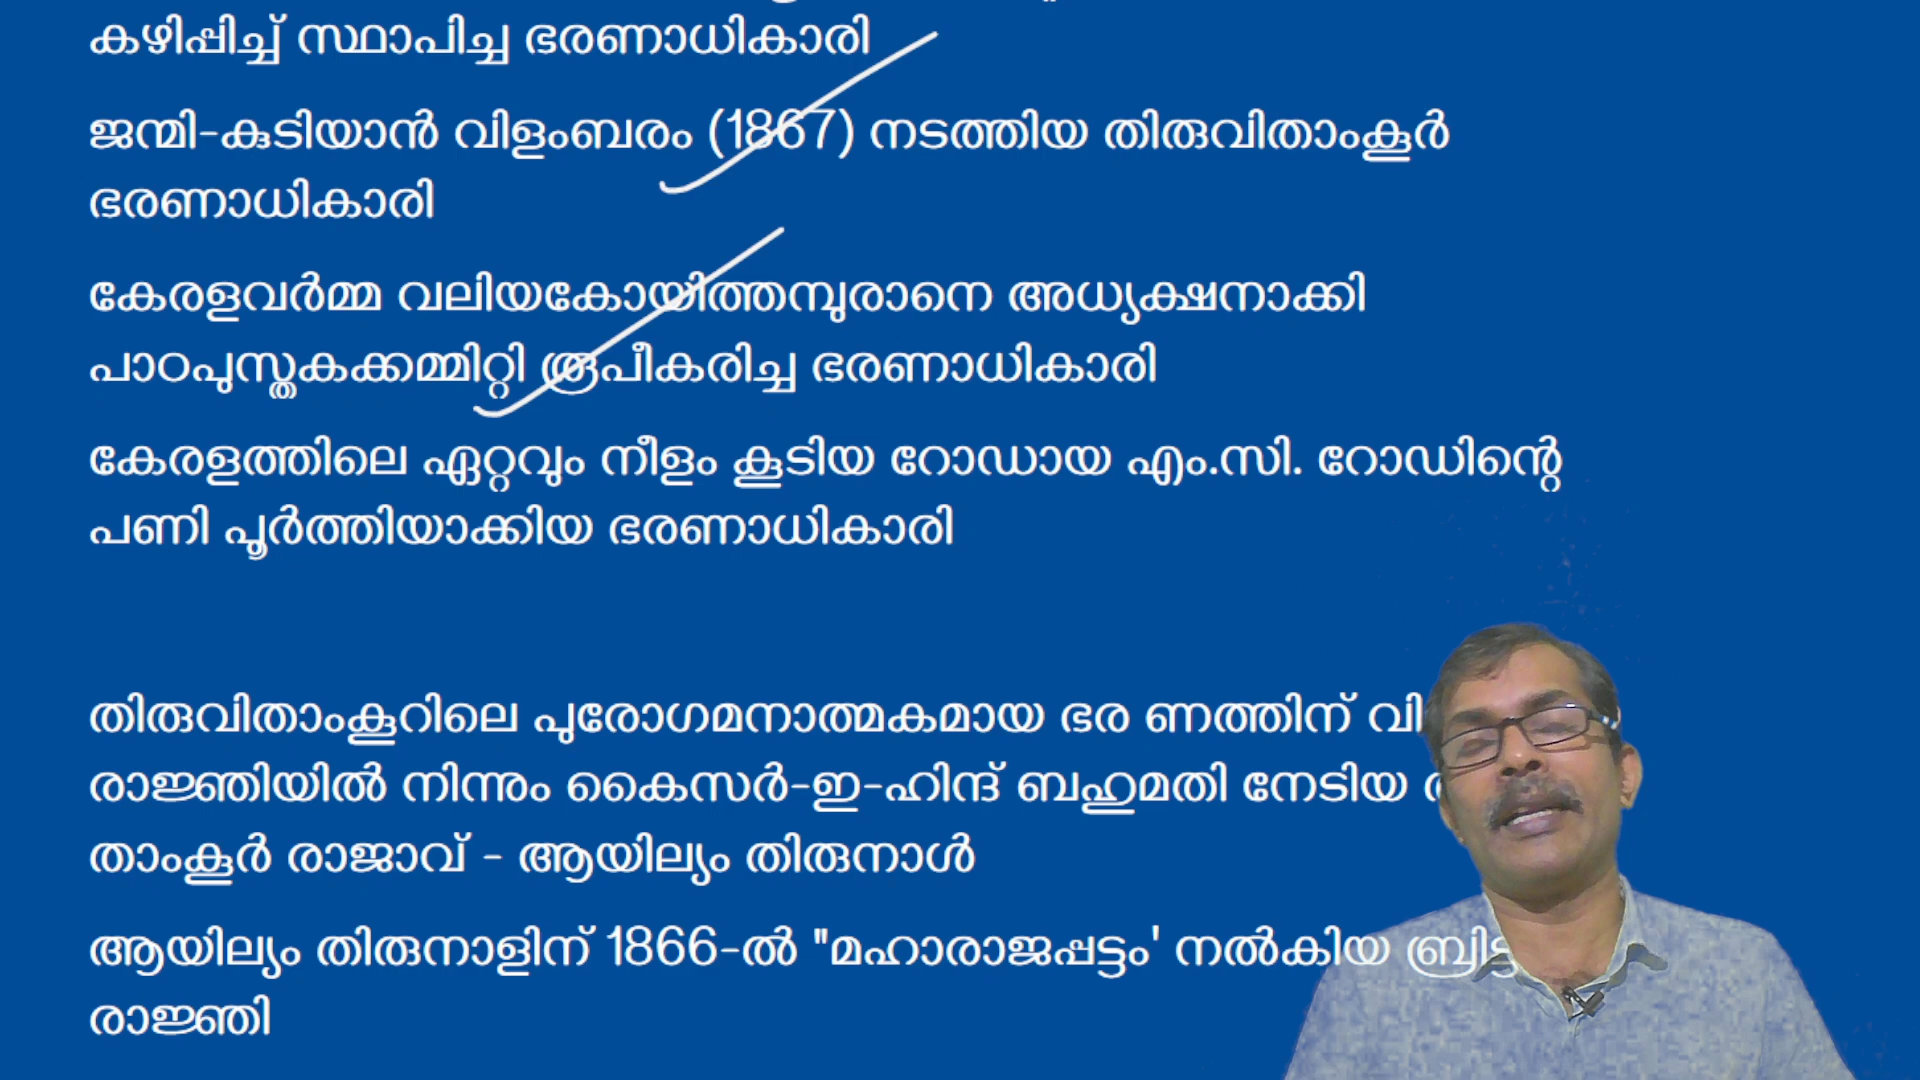 കഴിപ്പിച്ച് സ്ഥാപിച്ച ഭരണാധികാരി
ജന്മി-കുടിയാൻ വിളംബരം (1867) നടത്തിയ തിരുവിതാംകൂർ
ഭരണാധികാരി
കേരളവർമ്മ വലിയകോയിത്തമ്പുരാനെ അധ്യക്ഷനാക്കി
പാഠപുസ്തകക്കമ്മിറ്റി രൂപീകരിച്ച ഭരണാധികാരി
കേരളത്തിലെ ഏറ്റവും നീളം കൂടിയ റോഡായ എം.സി. റോഡിന്റെ
പണി പൂർത്തിയാക്കിയ ഭരണാധികാരി
തിരുവിതാംകൂറിലെ പുരോഗമനാത്മകമായ ഭര ണത്തിന്
രാജ്ഞിയിൽ നിന്നും കൈസർ-ഇ-ഹിന്ദ് ബഹുമതി നേടിയ
താംകൂർ രാജാവ് - ആയില്യം തിരുനാൾ
ആയില്യം തിരുനാളിന് 1866-ൽ "മഹാരാജപ്പട്ടം' നൽകിയ
രാജ്ഞി